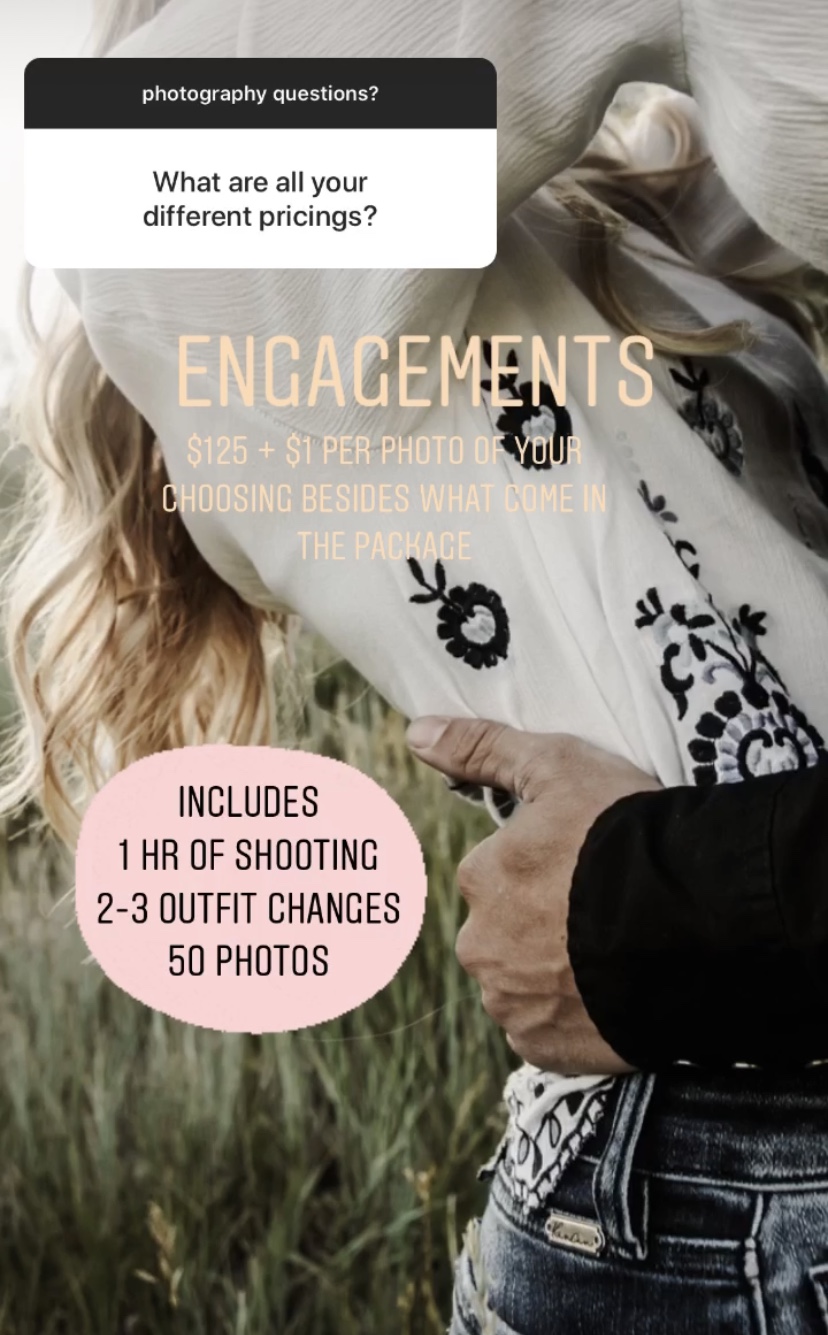 photography questions?
What are all your
different pricings?
ENGAGEMENTS
$125 + $1 PER PHOTO OF YOUR
CHOOSING BESIDES WHAT COME IN
THE PACKAGE
INCLUDES
1 HR OF SHOOTING
2-3 OUTFIT CHANGES
50 PHOTOS